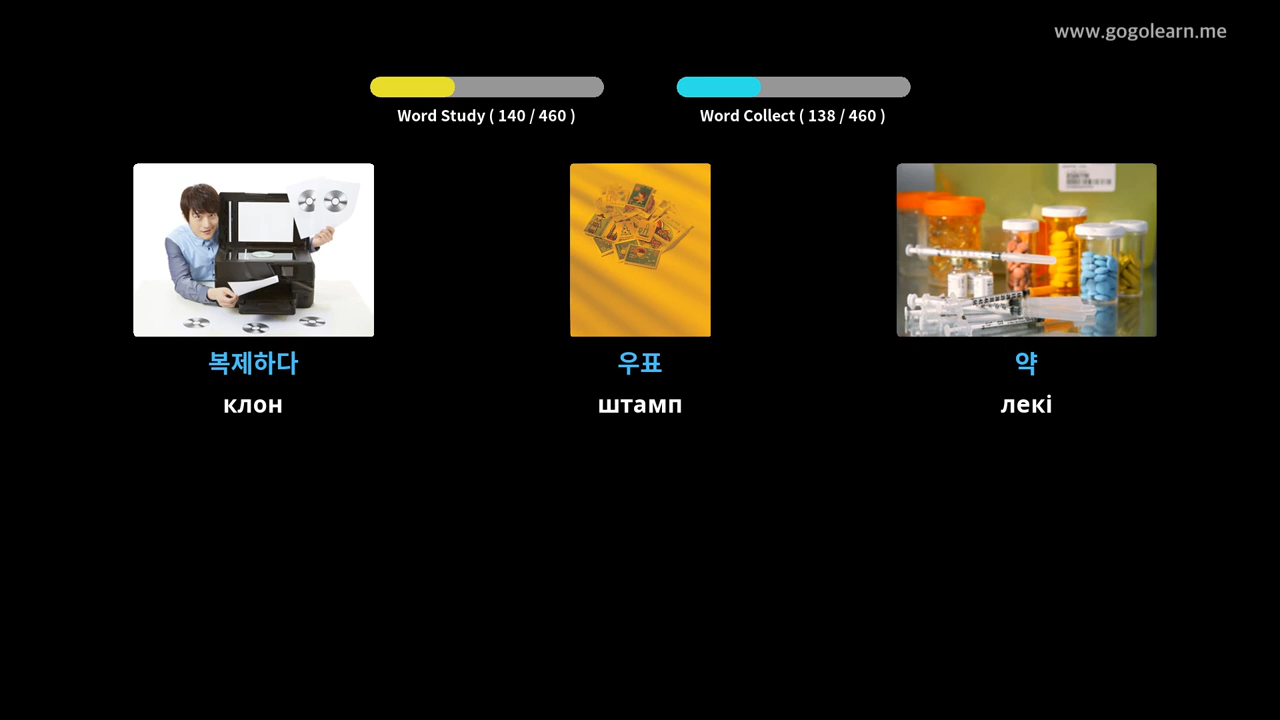 www.gogolearn.me
Word Study ( 140 / 460 )
Word Collect ( 138 / 460 )
복제하다
우표
약
клон
штамп
лекі